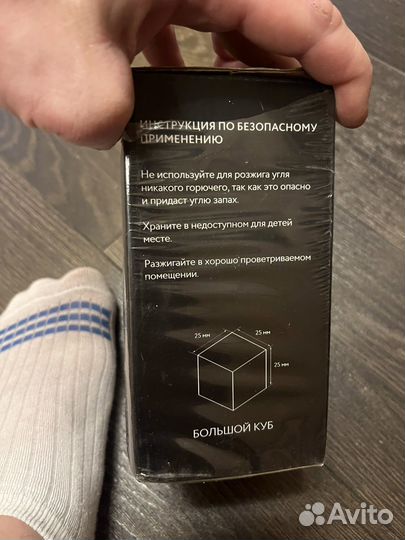 ИНСТРУКЦИЯ ПО БЕЗОПАСНОМУ
ПРИМЕНЕНИЮ
Не используйте для розжига угля
никакого горючего, так как это опасно
и придаст углю запах.
Храните в недоступном для детей
месте.
Разжигайте в хорошо проветриваемом
помещении.
25 мм 25 мм
25 мм
БОЛЬШОЙ КУБ
Avito